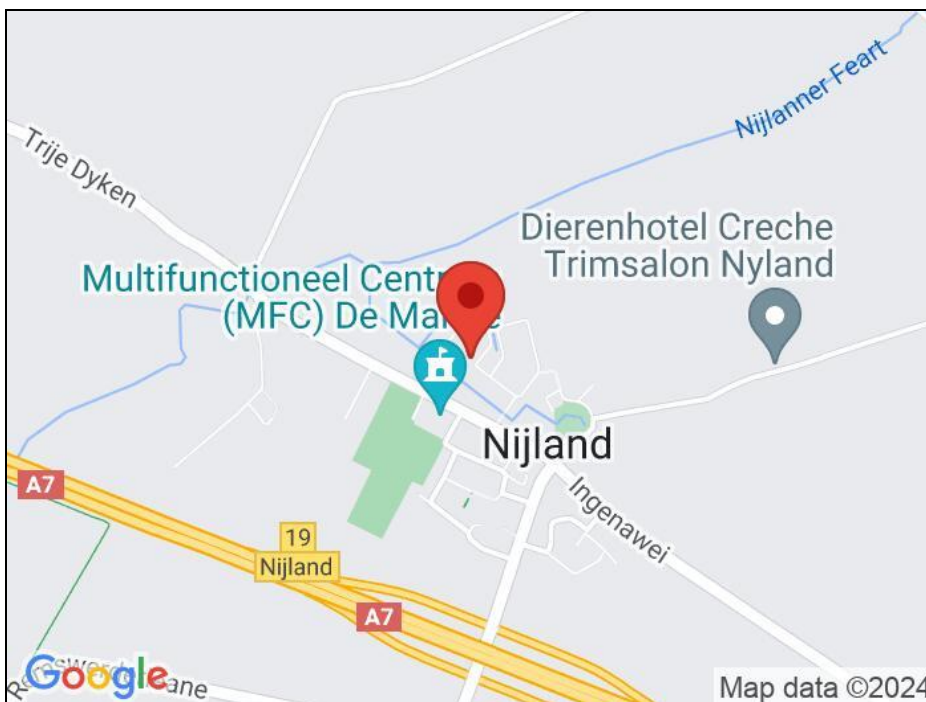 Nijlanner Feart
Trije Dyken
Dierenhotel Creche
Trimsalon Nyland
Multifunctioneel Centr
(MFC) De Ma e
Nijland
A7
Ingenawei
19
Nijland
A7
Google
Map data ©2024